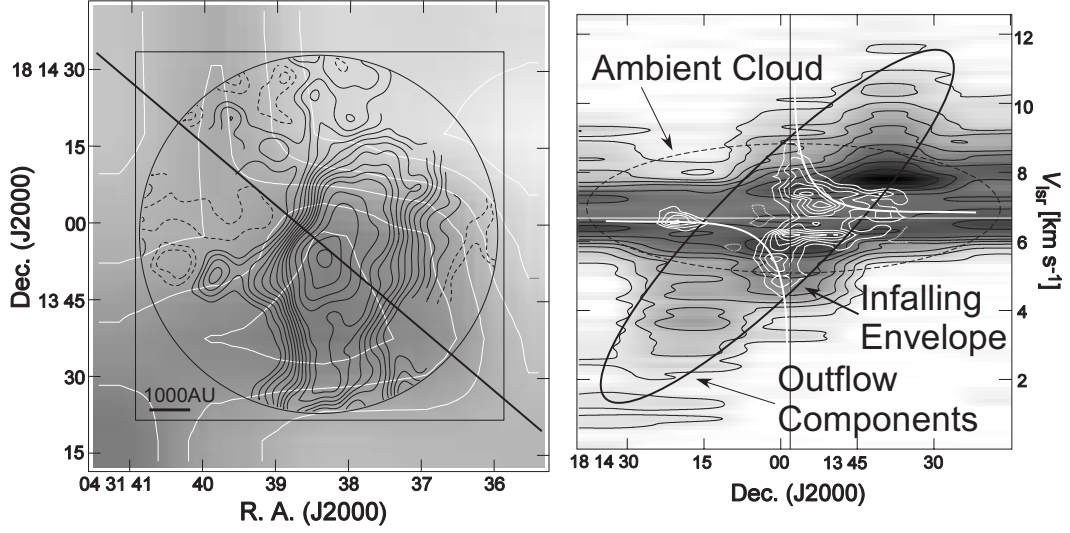 18 14 30
15
00
13 45
30
15
Dec. (J2000)
1000AU
04 31 41
40
39
38
37
36
R. A. (J2000)
Ambient Cloud
Infalling
Envelope
Outflow
Components
12
10
8
6
4
2
V lsr [km s-1]
18 14 30
15
00
13 45
30
Dec. (J2000)